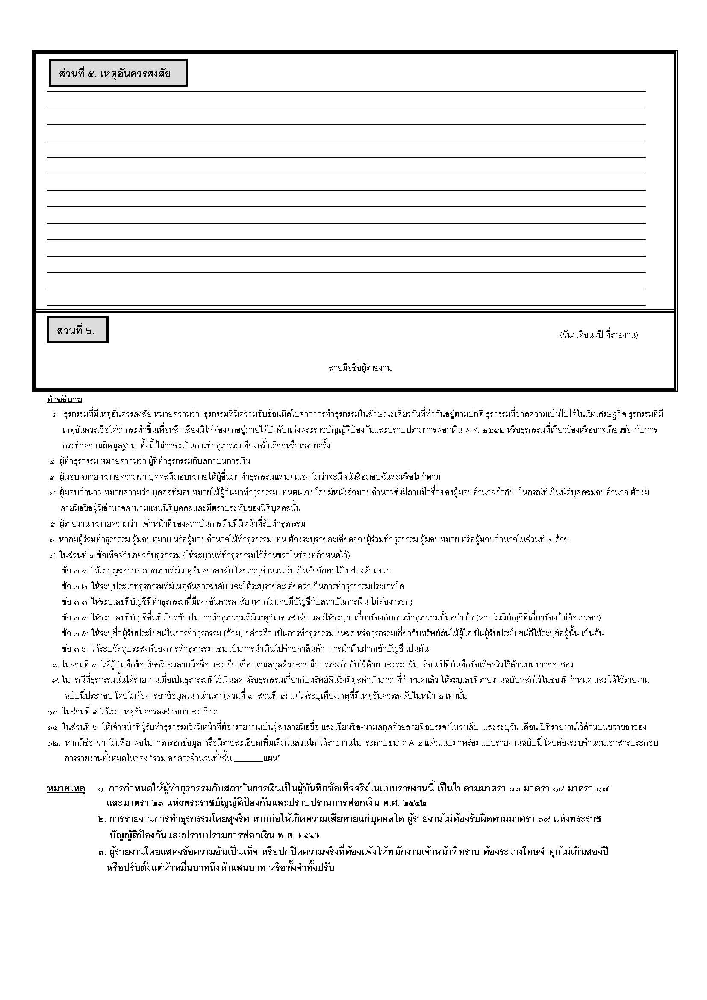 ส่วนที่ ๕. เหตุอันควรสงสัย
ส่วนที่ ๖.
(วัน/ เดือน /ปี ที่รายงาน)
ลายมือชื่อผู้รายงาน
คำอธิบาย
๑. ธุรกรรมที่มีเหตุอันควรสงสัย หมายความว่า ธุรกรรมที่มีความซับซ้อนผิดไปจากการทำธุรกรรมในลักษณะเดียวกันที่ทำกันอยู่ตามปกติ ธุรกรรมที่ขาดความเป็นไปได้ในเชิงเศรษฐกิจ ธุรกรรมที่มี
เหตุอันควรเชื่อได้ว่ากระทำขึ้นเพื่อหลีกเลี่ยงมิให้ต้องตกอยู่ภายใต้บังคับแห่งพระราชบัญญัติป้องกันและปราบปรามการฟอกเงิน พ.ศ. ๒๕๔๒ หรือธุรกรรมที่เกี่ยวข้องหรืออาจเกี่ยวข้องกับการ
กระทำความผิดมูลฐาน ทั้งนี้ ไม่ว่าจะเป็นการทำธุรกรรมเพียงครั้งเดียวหรือหลายครั้ง
๒. ผู้ทำธุรกรรม หมายความว่า ผู้ที่ทำธุรกรรมกับสถาบันการเงิน
๓. ผู้มอบหมาย หมายความว่า บุคคลที่มอบหมายให้ผู้อื่นมาทำธุรกรรมแทนตนเอง ไม่ว่าจะมีหนังสือมอบฉันทะหรือไม่ก็ตาม
๔. ผู้มอบอำนาจ หมายความว่า บุคคลที่มอบหมายให้ผู้อื่นมาทำธุรกรรมแทนตนเอง โดยมีหนังสือมอบอำนาจซึ่งมีลายมือชื่อของผู้มอบอำนาจกำกับ ในกรณีที่เป็นนิติบุคคลมอบอำนาจ ต้องมี
ลายมือชื่อผู้มีอำนาจลงนามแทนนิติบุคคลและมีตราประทับของนิติบุคคลนั้น
๕. ผู้รายงาน หมายความว่า เจ้าหน้าที่ของสถาบันการเงินที่มีหน้าที่รับทำธุรกรรม
๖. หากมีผู้ร่วมทำธุรกรรม ผู้มอบหมาย หรือผู้มอบอำนาจให้ทำธุรกรรมแทน ต้องระบุรายละเอียดของผู้ร่วมทำธุรกรรม ผู้มอบหมาย หรือผู้มอบอำนาจในส่วนที่ ๒ ด้วย
๗. ในส่วนที่ ๓ ข้อเท็จจริงเกี่ยวกับธุรกรรม (ให้ระบุวันที่ทำธุรกรรมไว้ด้านขวาในช่องที่กำหนดไว้)
ข้อ ๓.๑ ให้ระบุมูลค่าของธุรกรรมที่มีเหตุอันควรสงสัย โดยระบุจำนวนเงินเป็นตัวอักษรไว้ในช่องด้านขวา
ข้อ ๓.๒ ให้ระบุประเภทธุรกรรมที่มีเหตุอันควรสงสัย และให้ระบุรายละเอียดว่าเป็นการทำธุรกรรมประเภทใด
ข้อ ๓.๓ ให้ระบุเลขที่บัญชีที่ทำธุรกรรมที่มีเหตุอันควรสงสัย (หากไม่เคยมีบัญชีกับสถาบันการเงิน ไม่ต้องกรอก)
ข้อ ๓.๔ ให้ระบุเลขที่บัญชีอื่นที่เกี่ยวข้องในการทำธุรกรรมที่มีเหตุอันควรสงสัย และให้ระบุว่าเกี่ยวข้องกับการทำธุรกรรมนั้นอย่างไร (หากไม่มีบัญชีที่เกี่ยวข้อง ไม่ต้องกรอก)
ข้อ ๓.๕ ให้ระบุชื่อผู้รับประโยชน์ในการทำธุรกรรม (ถ้ามี) กล่าวคือ เป็นการทำธุรกรรมเงินสด หรือธุรกรรมเกี่ยวกับทรัพย์สินให้ผู้ใดเป็นผู้รับประโยชน์ก็ให้ระบุชื่อผู้นั้น เป็นต้น
ข้อ ๓.๖ ให้ระบุวัตถุประสงค์ของการทำธุรกรรม เช่น เป็นการนำเงินไปจ่ายค่าสินค้า การนำเงินฝากเข้าบัญชี เป็นต้น
๘. ในส่วนที่ ๔ ให้ผู้บันทึกข้อเท็จจริงลงลายมือชื่อ และเขียนชื่อ-นามสกุลด้วยลายมือบรรจงกำกับไว้ด้วย และระบุวัน เดือน ปีที่บันทึกข้อเท็จจริงไว้ด้านบนขวาของช่อง
๙. ในกรณีที่ธุรกรรมนั้นได้รายงานเมื่อเป็นธุรกรรมที่ใช้เงินสด หรือธุรกรรมเกี่ยวกับทรัพย์สินซึ่งมีมูลค่าเกินกว่าที่กำหนดแล้ว ให้ระบุเลขที่รายงานฉบับหลักไว้ในช่องที่กำหนด และให้ใช้รายงาน
ฉบับนี้ประกอบ โดยไม่ต้องกรอกข้อมูลในหน้าแรก (ส่วนที่ ๑- ส่วนที่ ๔) แต่ให้ระบุเพียงเหตุที่มีเหตุอันควรสงสัยในหน้า ๒ เท่านั้น
๑๐. ในส่วนที่ ๕ ให้ระบุเหตุอันควรสงสัยอย่างละเอียด
๑๑. ในส่วนที่ ๖ ให้เจ้าหน้าที่ผู้รับทำธุรกรรมซึ่งมีหน้าที่ต้องรายงานเป็นผู้ลงลายมือชื่อ และเขียนชื่อ-นามสกุลด้วยลายมือบรรจงในวงเล็บ และระบุวัน เดือน ปีที่รายงานไว้ด้านบนขวาของช่อง
๑๒. หากมีช่องว่างไม่เพียงพอในการกรอกข้อมูล หรือมีรายละเอียดเพิ่มเติมในส่วนใด ให้รายงานในกระดาษขนาด A ๔ แล้วแนบมาพร้อมแบบรายงานฉบับนี้ โดยต้องระบุจำนวนเอกสารประกอบ
การรายงานทั้งหมดในช่อง “รวมเอกสารจำนวนทั้งสิ้น ______แผ่น”
หมายเหตุ ๑. การกำหนดให้ผู้ทำธุรกรรมกับสถาบันการเงินเป็นผู้บันทึกข้อเท็จจริงในแบบรายงานนี้ เป็นไปตามมาตรา ๑๓ มาตรา ๑๔ มาตรา ๑๗
และมาตรา ๒๑ แห่งพระราชบัญญัติป้องกันและปราบปรามการฟอกเงิน พ.ศ. ๒๕๔๒
๒. การรายงานการทำธุรกรรมโดยสุจริต หากก่อให้เกิดความเสียหายแก่บุคคลใด ผู้รายงานไม่ต้องรับผิดตามมาตรา ๑๙ แห่งพระราช
บัญญัติป้องกันและปราบปรามการฟอกเงิน พ.ศ. ๒๕๔๒
๓. ผู้รายงานโดยแสดงข้อความอันเป็นเท็จ หรือปกปิดความจริงที่ต้องแจ้งให้พนักงานเจ้าหน้าที่ทราบ ต้องระวางโทษจำคุกไม่เกินสองปี
หรือปรับตั้งแต่ห้าหมื่นบาทถึงห้าแสนบาท หรือทั้งจำทั้งปรับ